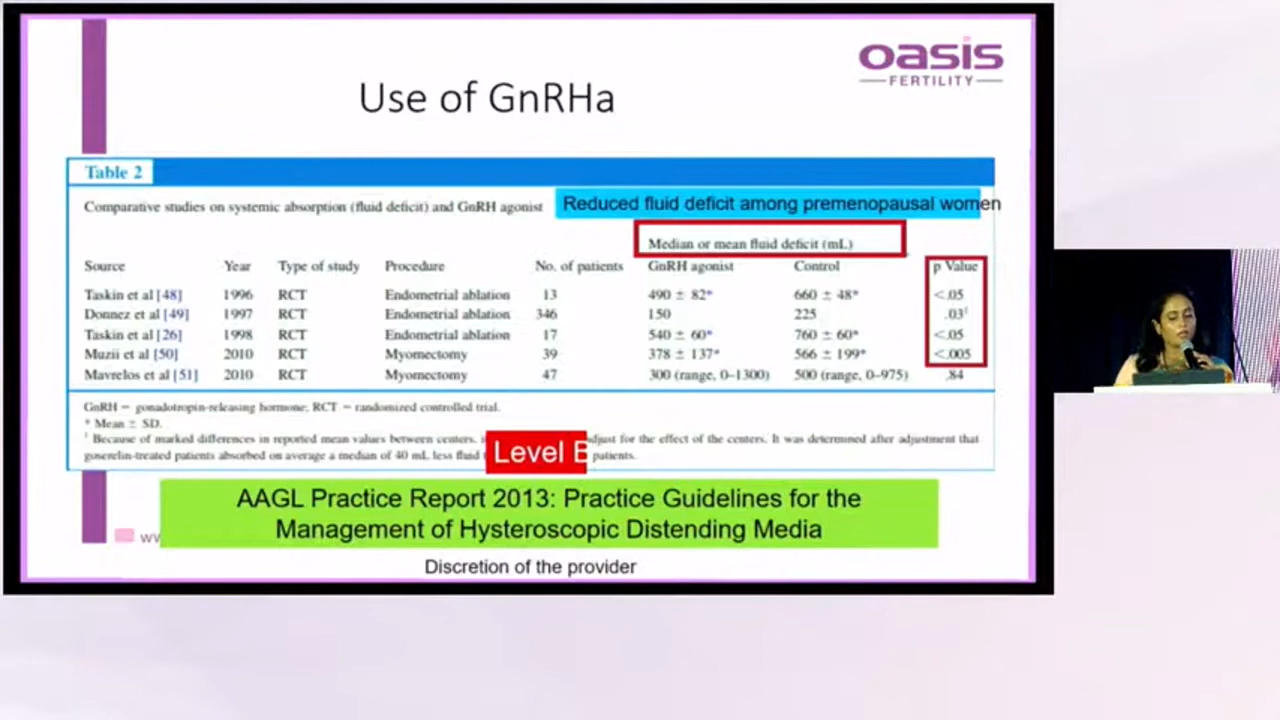 oasis
FERTILITY
Use of GnRHa
Table 2
Comparative studies on systemic absorption (fluid deficit) and GnRH agonist
Reduced fluid deficit among premenopausal women
Median or mean fluid deficit (mL)
Source Year Type of study Procedure No. of patients GnRH agonist Control p Value
Taskin et al [48] 1996 RCT Endometrial ablation 13 490 ± 82* 660 ± 48* <.05
Donnez et al [49] 1997 RCT Endometrial ablation 346 150 225 .03†
Taskin et al [26] 1998 RCT Endometrial ablation 17 540 ± 60* 760 ± 60* <.05
Muzii et al [50] 2010 RCT Myomectomy 39 378 ± 137* 566 ± 199* <.005
Mavrelos et al [51] 2010 RCT Myomectomy 47 300 (range, 0–1300) 500 (range, 0–975) .84
GnRH = gonadotropin-releasing hormone; RCT = randomized controlled trial.
* Mean ± SD.
† Because of marked differences in reported mean values between centers, adjust for the effect of the centers. It was determined after adjustment that
goserelin-treated patients absorbed on average a median of 40 mL less fluid patients.
Level B
AAGL Practice Report 2013: Practice Guidelines for the
Management of Hysteroscopic Distending Media
Discretion of the provider